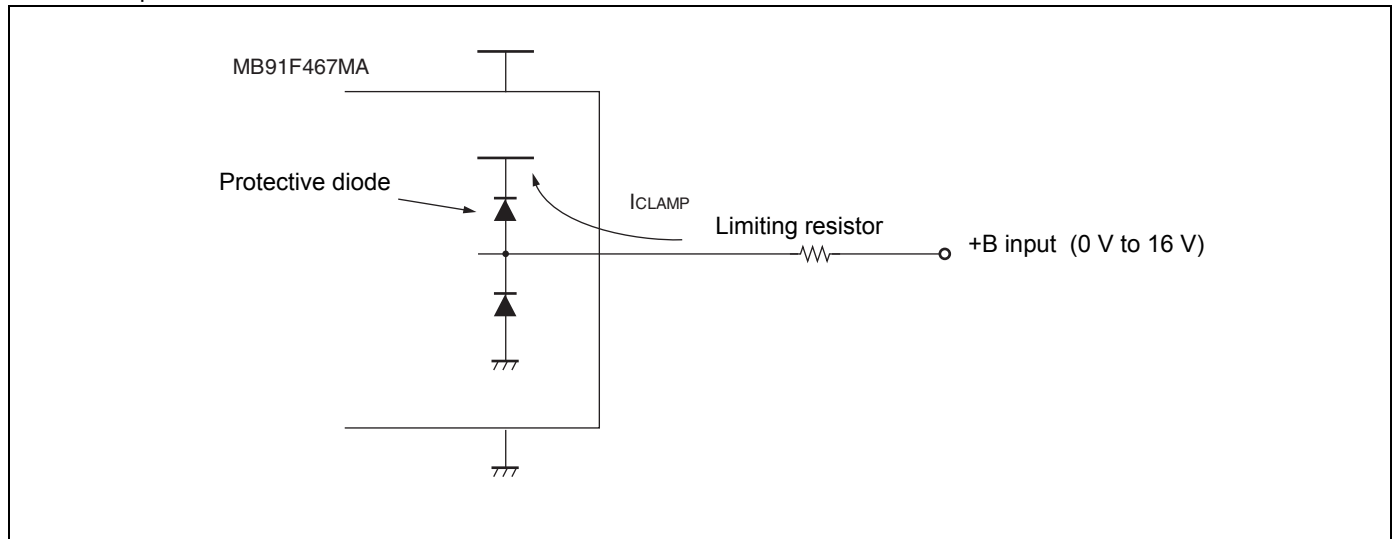 MB91F467MA
Protective diode
ICLAMP
Limiting resistor
+B input (0 V to 16 V)